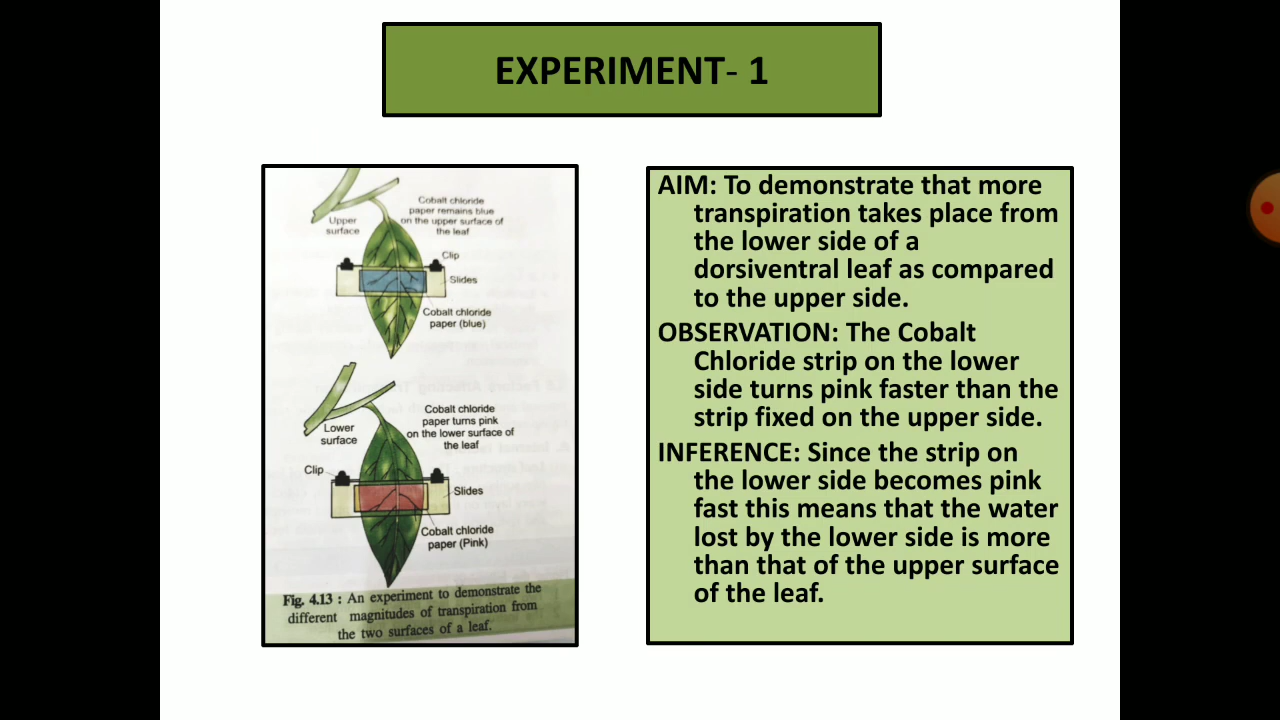 EXPERIMENT- 1
Cobalt chloride
paper remains blue
on the upper surface of
the leaf
Upper
surface
Clip
Slides
Cobalt chloride
paper (blue)
Cobalt chloride
paper turns pink
on the lower surface of
the leaf
Lower
surface
Clip
Slides
Cobalt chloride
paper (Pink)
Fig. 4.13 : An experiment to demonstrate the
different magnitudes of transpiration from
the two surfaces of a leaf.
AIM: To demonstrate that more
transpiration takes place from
the lower side of a
dorsiventral leaf as compared
to the upper side.
OBSERVATION: The Cobalt
Chloride strip on the lower
side turns pink faster than the
strip fixed on the upper side.
INFERENCE: Since the strip on
the lower side becomes pink
fast this means that the water
lost by the lower side is more
than that of the upper surface
of the leaf.